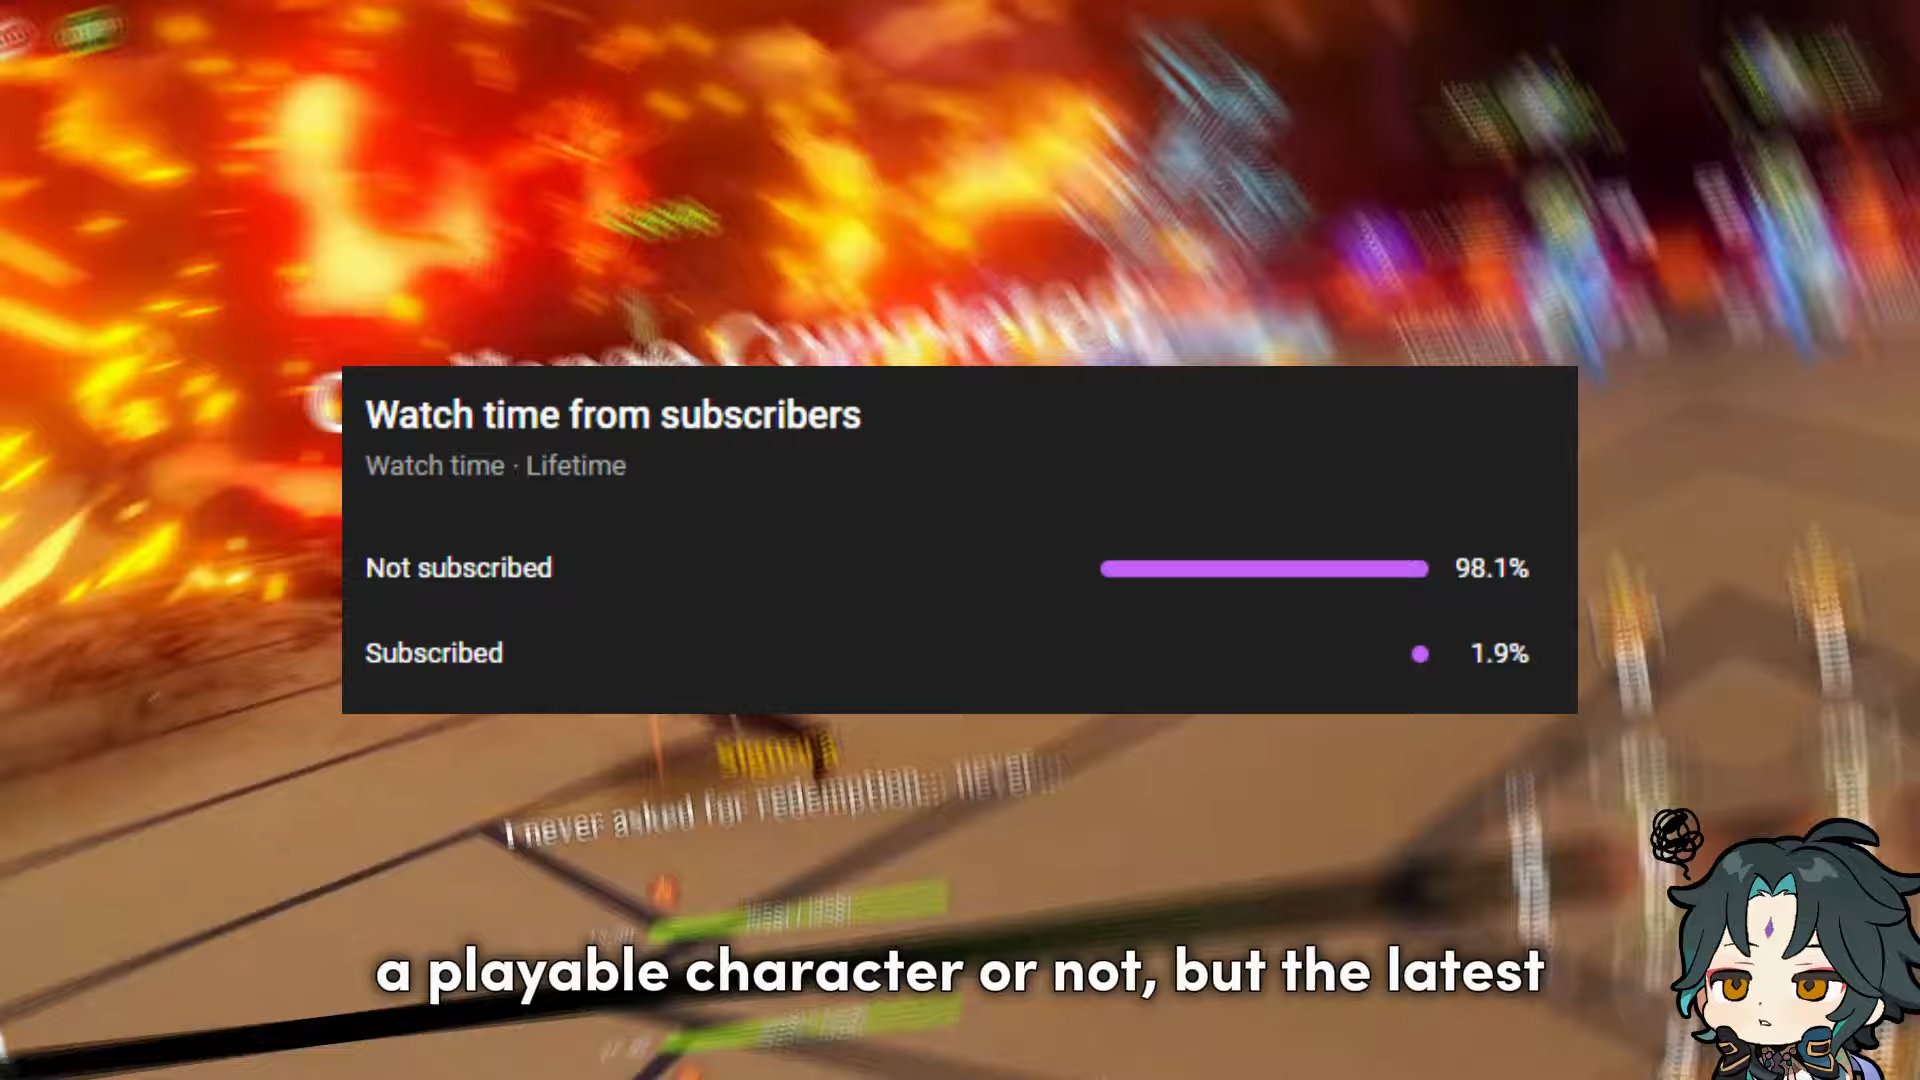 Watch time from subscribers
Watch time · Lifetime
Not subscribed 98.1%
Subscribed 1.9%
I never asked for redemption... never...
a playable character or not, but the latest